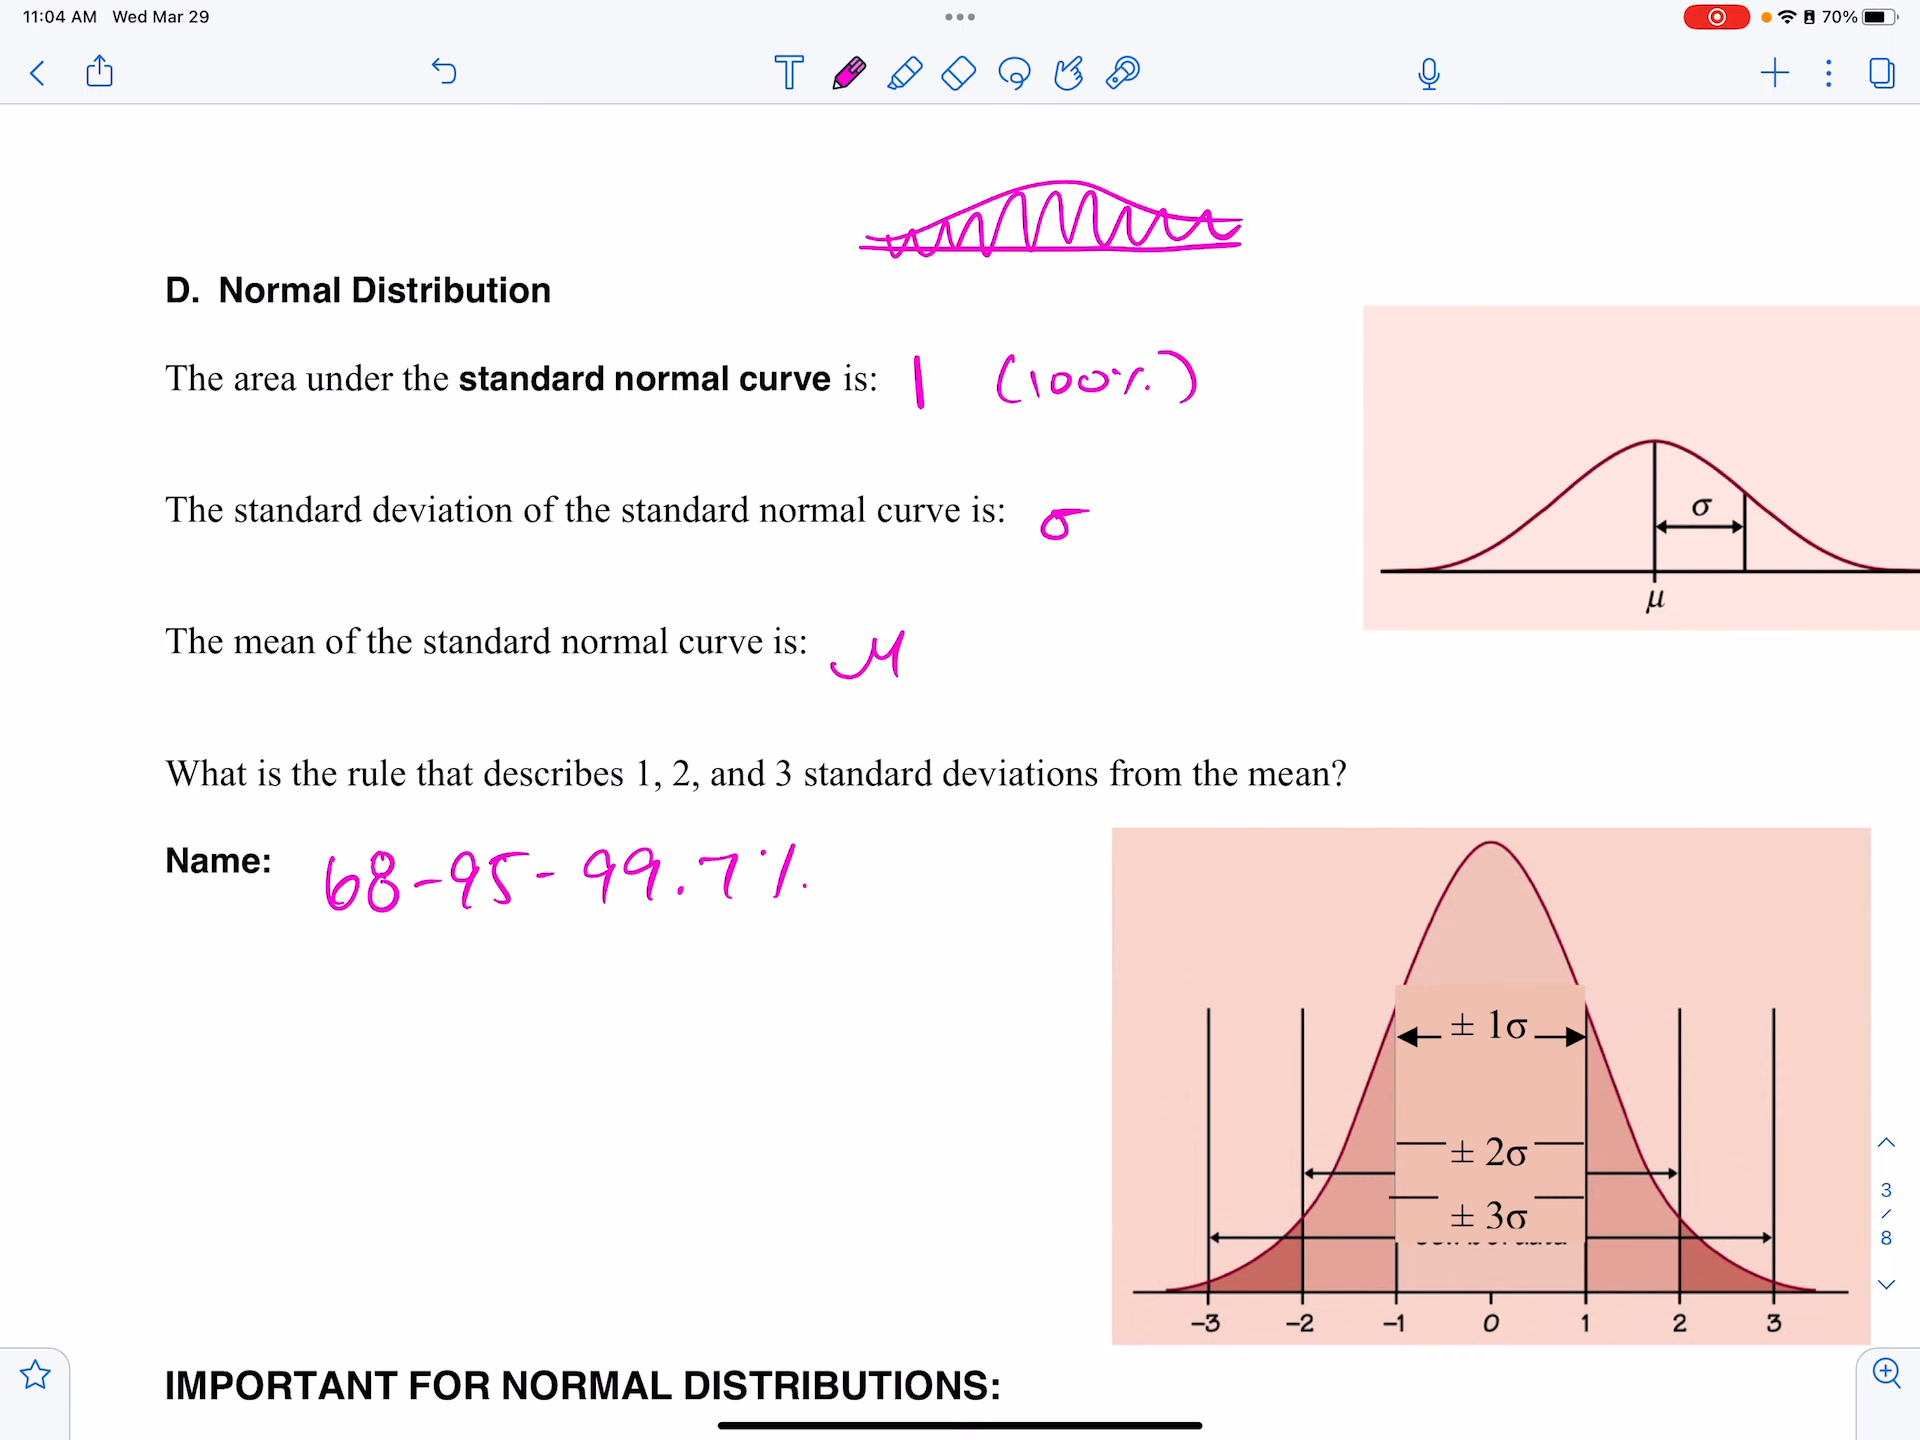 11:04 AM Wed Mar 29
70%
D. Normal Distribution
The area under the standard normal curve is: 1 (100%)
σ
μ
The standard deviation of the standard normal curve is: σ
The mean of the standard normal curve is: μ
What is the rule that describes 1, 2, and 3 standard deviations from the mean?
Name: 68-95-99.7%
± 1σ
± 2σ
± 3σ
-3 -2 -1 0 1 2 3
3
/
8
IMPORTANT FOR NORMAL DISTRIBUTIONS: